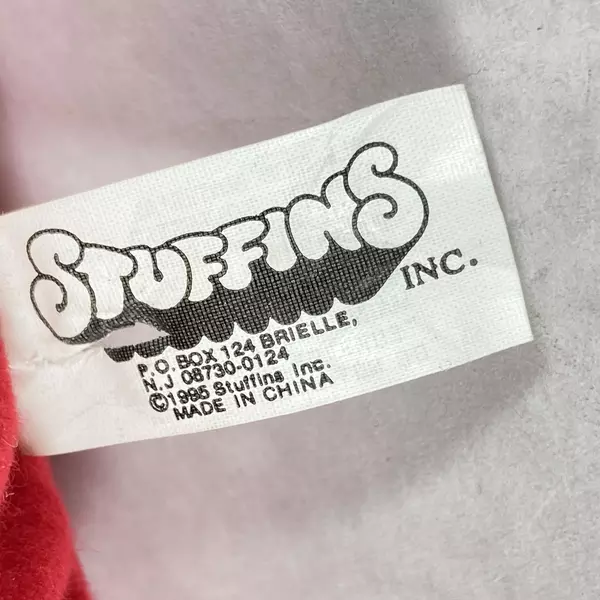 STUFFINS
INC.
P.O. BOX 124 BRIELLE,
N.J 08730-0124
©1995 Stuffins Inc.
MADE IN CHINA